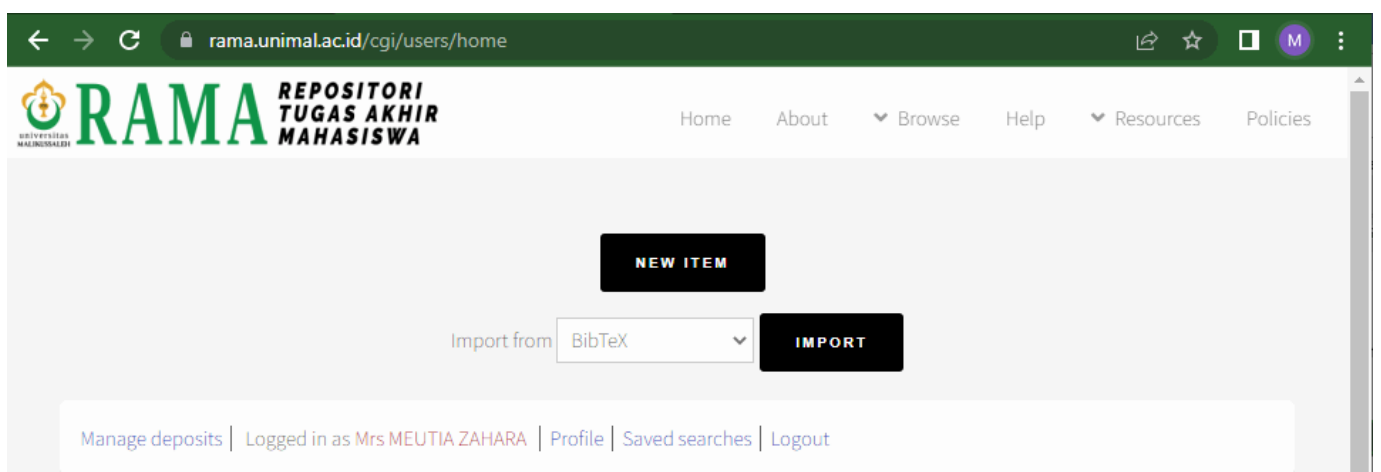 rama.unimal.ac.id/cgi/users/home
M
universitas
MALIKUSSALEH
RAMA
REPOSITORI
TUGAS AKHIR
MAHASISWA
Home About Browse Help Resources Policies
NEW ITEM
Import from BibTeX IMPORT
Manage deposits | Logged in as Mrs MEUTIA ZAHARA | Profile | Saved searches | Logout